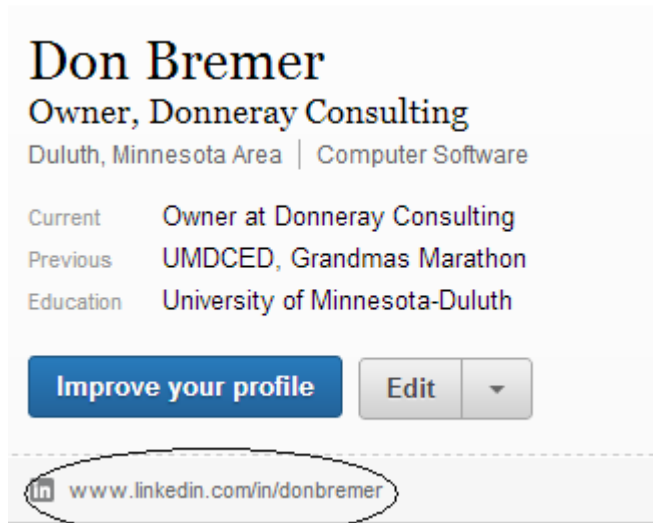 Don Bremer
Owner, Donneray Consulting
Duluth, Minnesota Area | Computer Software
Current Owner at Donneray Consulting
Previous UMDCED, Grandmas Marathon
Education University of Minnesota-Duluth
Improve your profile Edit
in www.linkedin.com/in/donbremer